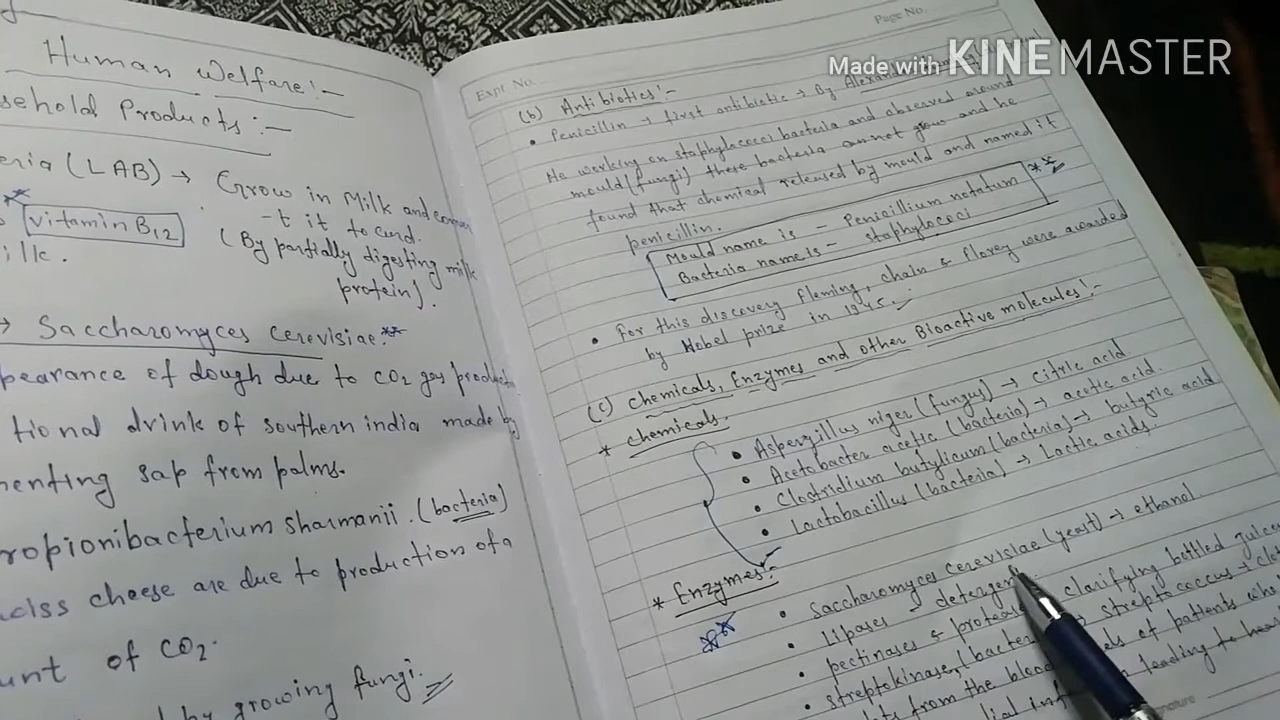 Human Welfare!-
sehold Products:-
eria (LAB) → Grow in Milk and conver
-t it to curd.
vitamin B12
(By partially digesting milk
ilk.
protein).
→ Saccharomyces cerevisiae.**
pearance of dough due to CO2 gas product
tional drink of southern india made by
menting sap from palms.
ropionibacterium sharmanii. (bacteria)
wiss cheese are due to production of a
unt of CO2.
by growing fungi.
Page No.
Made with KINEMASTER
Expt No.
(b) Antibiotics:-
• Penicillin → first antibiotic → By Alexander
He working on staphylococci bacteria and observed around
mould (fungi) these bacteria cannot grow and he
found that chemical released by mould and named it
penicillin.
Mould name is - Penicillium notatum
Bacteria name is - staphylococci
**
• For this discovery Fleming, chain & Florey were awarded
by Nobel prize in 1945.
(c) Chemicals, Enzymes and other Bioactive molecules:-
* chemicals.
• Aspergillus niger (fungus) → citric acid
• Acetobacter acetic (bacteria) → acetic acid.
• Clostridium butylicum (bacteria) → butyric acid
• Lactobacillus (bacteria) → Lactic acids.
• Saccharomyces cerevisiae (yeast) → ethanol.
* Enzymes:-
• lipases → detergent
• pectinases & proteases clarifying bottled juices
• streptokinase, (bacter streptococcus → clot
from the blood of patients who
leading to hea